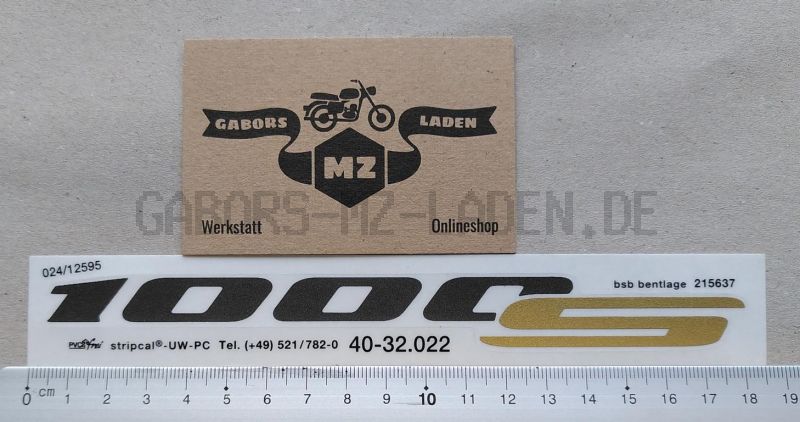 GABORS LADEN
MZ
GABORS-MZ-LADEN.DE
Werkstatt Onlineshop
024/12595
1000S
bsb bentlage 215637
stripcal®-UW-PC Tel. (+49) 521/782-0 40-32.022
0 cm 1 2 3 4 5 6 7 8 9 10 11 12 13 14 15 16 17 18 19